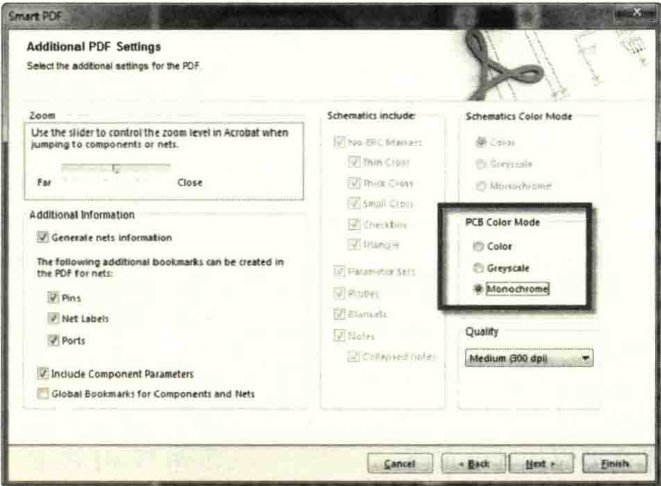 Smart PDF
Additional PDF Settings
Select the additional settings for the PDF.
Zoom
Use the slider to control the zoom level in Acrobat when
jumping to components or nets.
Far
Close
Additional Information
Generate nets information
The following additional bookmarks can be created in
the PDF for nets:
Pins
Net Labels
Ports
Include Component Parameters
Global Bookmarks for Components and Nets
Schematics include:
No-ERC Markers
Thin Cross
Thick Cross
Small Cross
Checkbox
Triangle
Parameter Sets
Probes
Blankets
Notes
Collapsed notes
Schematics Color Mode
Color
Greyscale
Monochrome
PCB Color Mode
Color
Greyscale
Monochrome
Quality
Medium (300 dpi)
Cancel
< Back
Next >
Finish